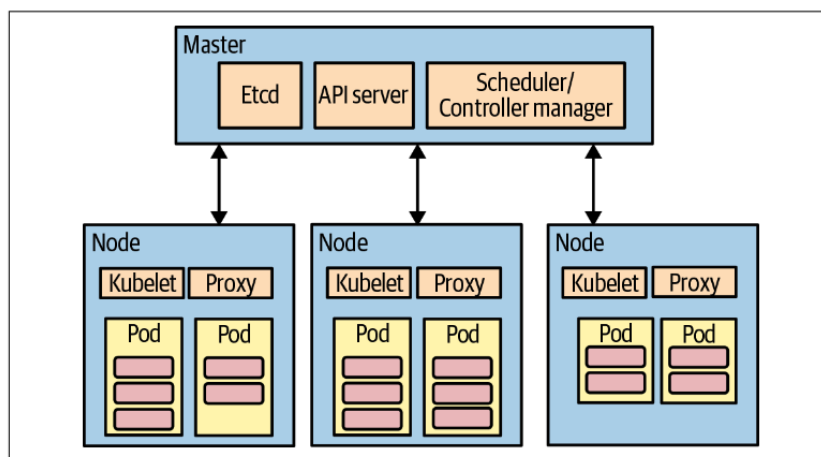 Master
Etcd
API server
Scheduler/
Controller manager
Node
Kubelet
Proxy
Pod
Pod
Node
Kubelet
Proxy
Pod
Pod
Node
Kubelet
Proxy
Pod
Pod